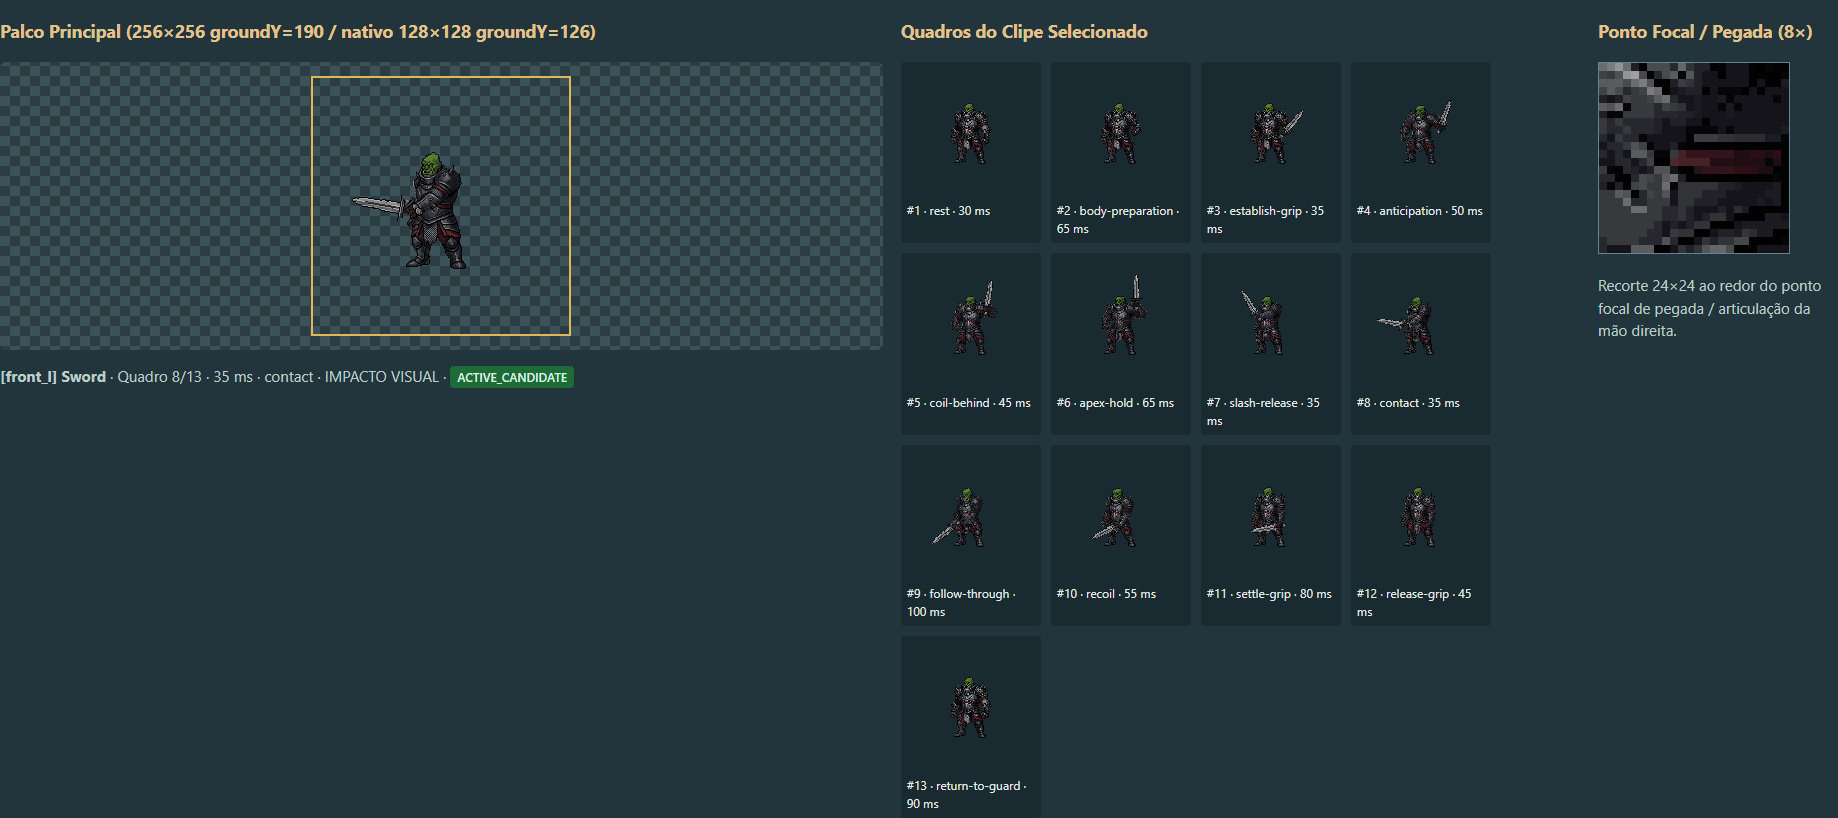 Palco Principal (256×256 groundY=190 / nativo 128×128 groundY=126)
[front_l] Sword · Quadro 8/13 · 35 ms · contact · IMPACTO VISUAL · ACTIVE_CANDIDATE
Quadros do Clipe Selecionado
#1 · rest · 30 ms
#2 · body-preparation ·
65 ms
#3 · establish-grip · 35
ms
#4 · anticipation · 50 ms
#5 · coil-behind · 45 ms
#6 · apex-hold · 65 ms
#7 · slash-release · 35
ms
#8 · contact · 35 ms
#9 · follow-through ·
100 ms
#10 · recoil · 55 ms
#11 · settle-grip · 80 ms
#12 · release-grip · 45
ms
#13 · return-to-guard ·
90 ms
Ponto Focal / Pegada (8×)
Recorte 24×24 ao redor do ponto
focal de pegada / articulação da
mão direita.